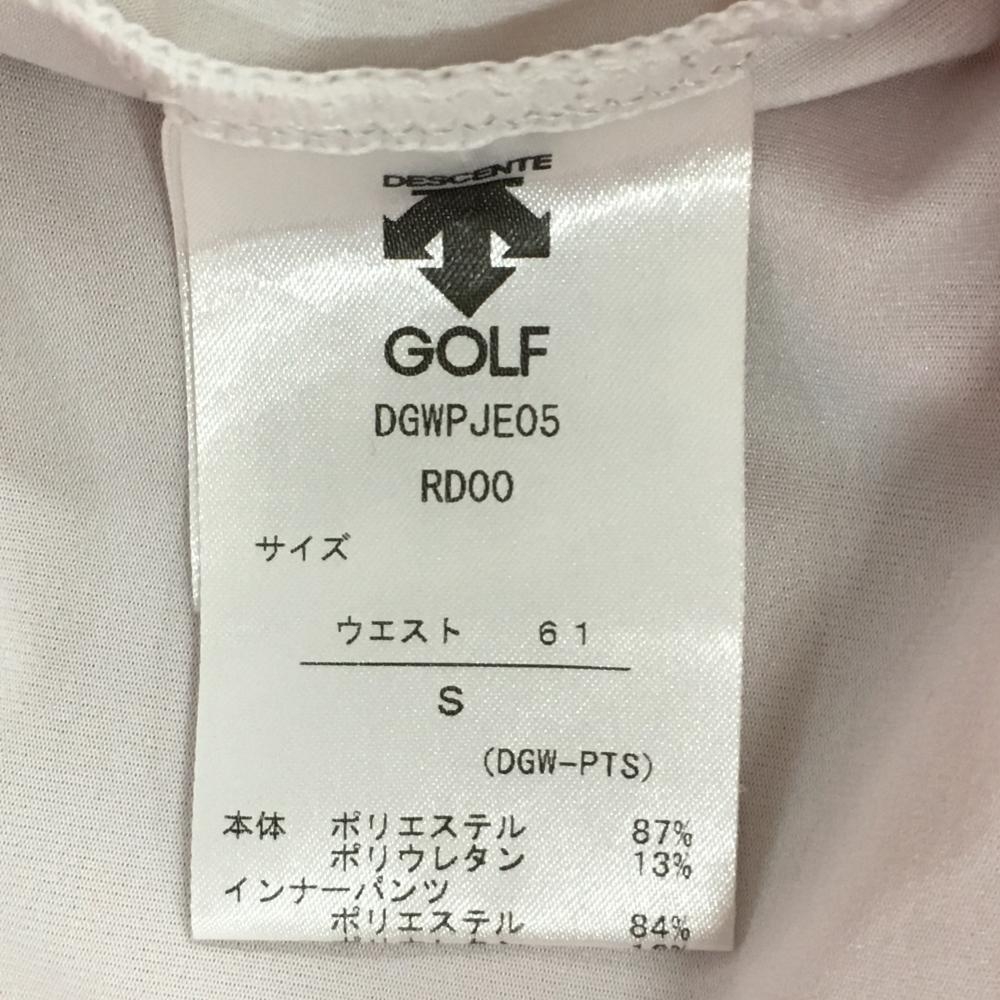 DESCENTE
GOLF
DGWPJE05
RD00
サイズ
ウエスト 61
S
(DGW-PTS)
本体 ポリエステル 87%
ポリウレタン 13%
インナーパンツ
ポリエステル 84%